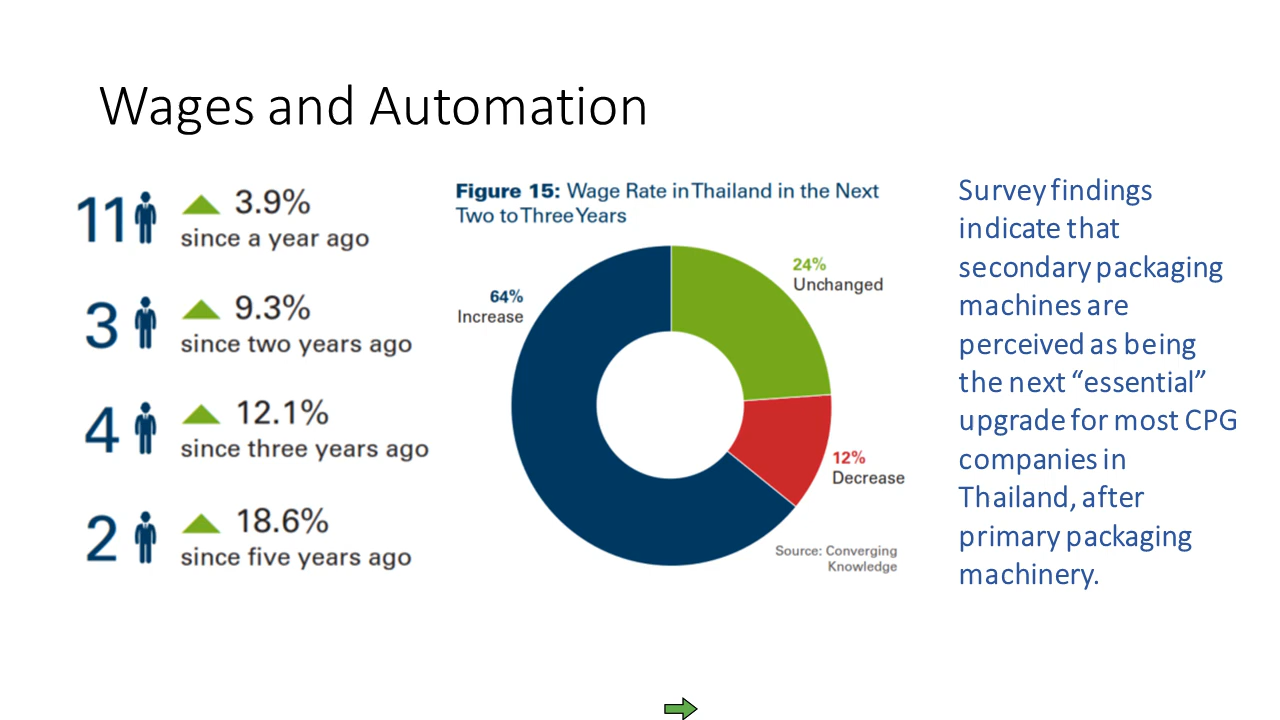 Wages and Automation
11 3.9%
since a year ago
3 9.3%
since two years ago
4 12.1%
since three years ago
2 18.6%
since five years ago
Figure 15: Wage Rate in Thailand in the Next
Two to Three Years
24%
Unchanged
64%
Increase
12%
Decrease
Source: Converging
Knowledge
Survey findings
indicate that
secondary packaging
machines are
perceived as being
the next “essential”
upgrade for most CPG
companies in
Thailand, after
primary packaging
machinery.